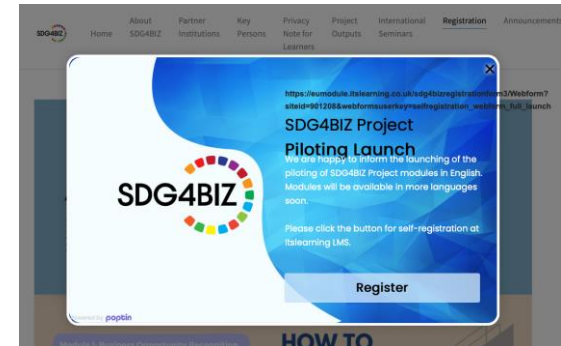 SDG4BIZ
Home
About
SDG4BIZ
Partner
Institutions
Key
Persons
Privacy
Note for
Learners
Project
Outputs
International
Seminars
Registration
Announcements
https://eumodule.itslearning.co.uk/sdg4bizregistrationform3/Webform?
siteid=901208&webformsuserkey=selfregistration_webform_full_launch
SDG4BIZ Project
Piloting Launch
We are happy to inform the launching of the
piloting of SDG4BIZ Project modules in English.
Modules will be available in more languages
soon.
Please click the button for self-registration at
Itslearning LMS.
SDG4BIZ
Register
Powered by poptin
HOW TO